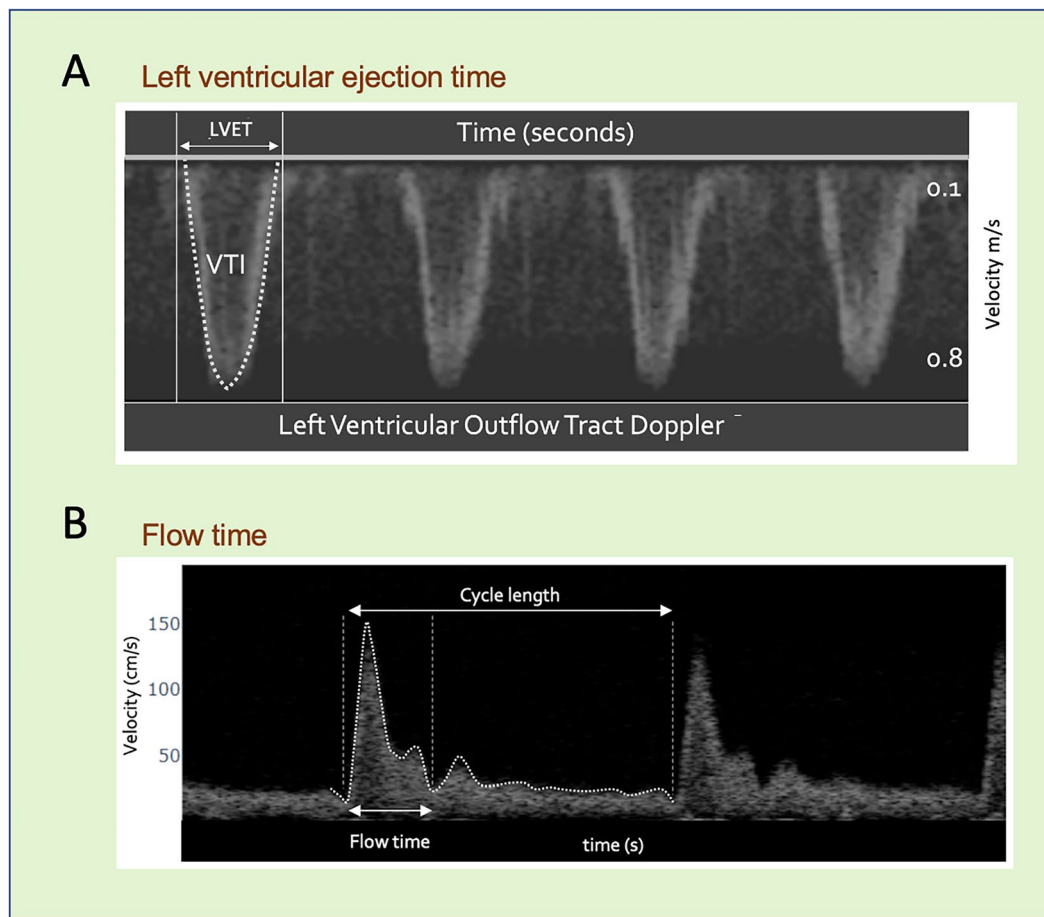 A
Left ventricular ejection time
LVET
Time (seconds)
0.1
VTI
Velocity m/s
0.8
Left Ventricular Outflow Tract Doppler
B
Flow time
Cycle length
150
100
50
Velocity (cm/s)
Flow time
time (s)